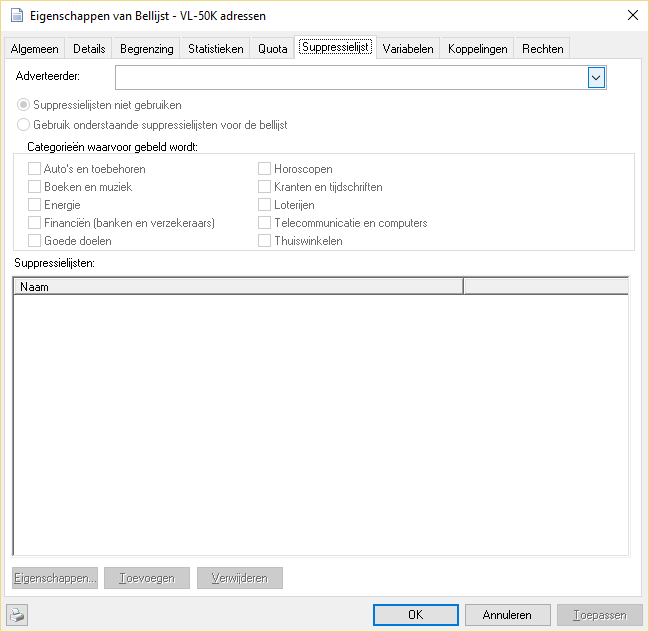 Eigenschappen van Bellijst - VL-50K adressen
Algemeen Details Begrenzing Statistieken Quota Suppressielijst Variabelen Koppelingen Rechten
Adverteerder:
Suppressielijsten niet gebruiken
Gebruik onderstaande suppressielijsten voor de bellijst
Categorieën waarvoor gebeld wordt:
Auto's en toebehoren Horoscopen
Boeken en muziek Kranten en tijdschriften
Energie Loterijen
Financiën (banken en verzekeraars) Telecommunicatie en computers
Goede doelen Thuiswinkelen
Suppressielijsten:
Naam
Eigenschappen... Toevoegen Verwijderen
OK Annuleren Toepassen